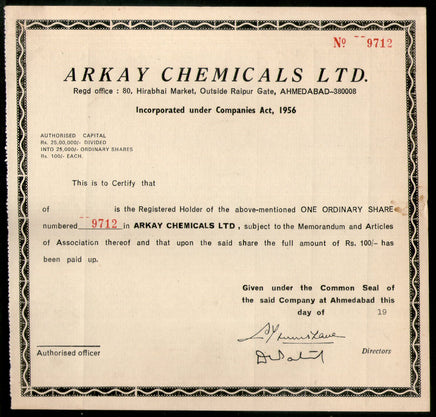 No 9712
ARKAY CHEMICALS LTD.
Regd office : 80, Hirabhai Market, Outside Raipur Gate, AHMEDABAD-380008
Incorporated under Companies Act, 1956
AUTHORISED CAPITAL
Rs. 25,00,000/- DIVIDED
INTO 25,000/- ORDINARY SHARES
Rs. 100/- EACH.
This is to Certify that
of is the Registered Holder of the above-mentioned ONE ORDINARY SHARE
numbered 9712 in ARKAY CHEMICALS LTD, subject to the Memorandum and Articles
of Association thereof and that upon the said share the full amount of Rs. 100/- has
been paid up.
Given under the Common Seal of
the said Company at Ahmedabad this
day of 19
Authorised officer
Directors